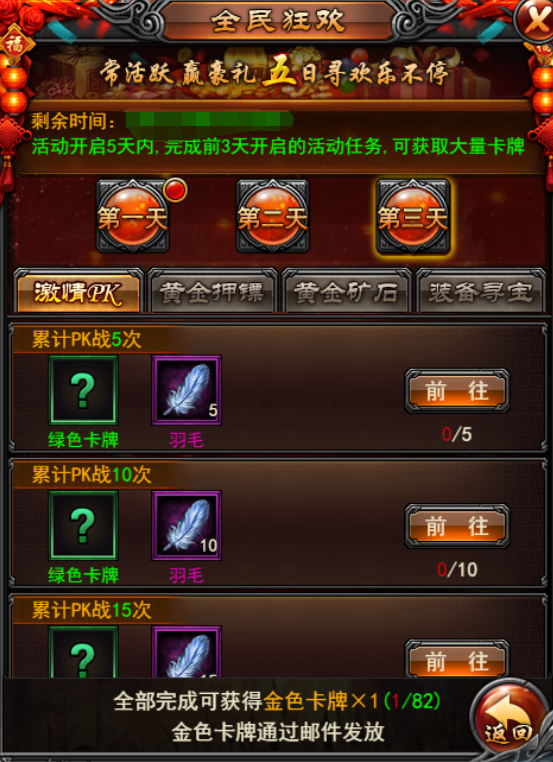 全民狂欢
福
常活跃 赢豪礼 五日寻欢乐不停
剩余时间：
活动开启5天内,完成前3天开启的活动任务,可获取大量卡牌
第一天 第二天 第三天
激情PK 黄金押镖 黄金矿石 装备寻宝
累计PK战5次
?
5
前 往
绿色卡牌 羽毛
0/5
累计PK战10次
?
10
前 往
绿色卡牌 羽毛
0/10
累计PK战15次
?
15
前 往
全部完成可获得金色卡牌×1(1/82)
金色卡牌通过邮件发放
返回